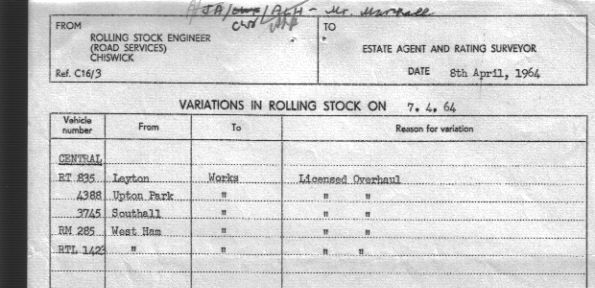 JA/ /ACH - Mr. Marshall
FROM
ROLLING STOCK ENGINEER
(ROAD SERVICES)
CHISWICK
Ref. C16/3
TO
ESTATE AGENT AND RATING SURVEYOR
DATE 8th April, 1964
VARIATIONS IN ROLLING STOCK ON 7. 4. 64
Vehicle number From To Reason for variation
CENTRAL
RT 835 Leyton Works Licensed Overhaul
4388 Upton Park " " "
3745 Southall " " "
RM 285 West Ham " " "
RTL 1423 " " " "